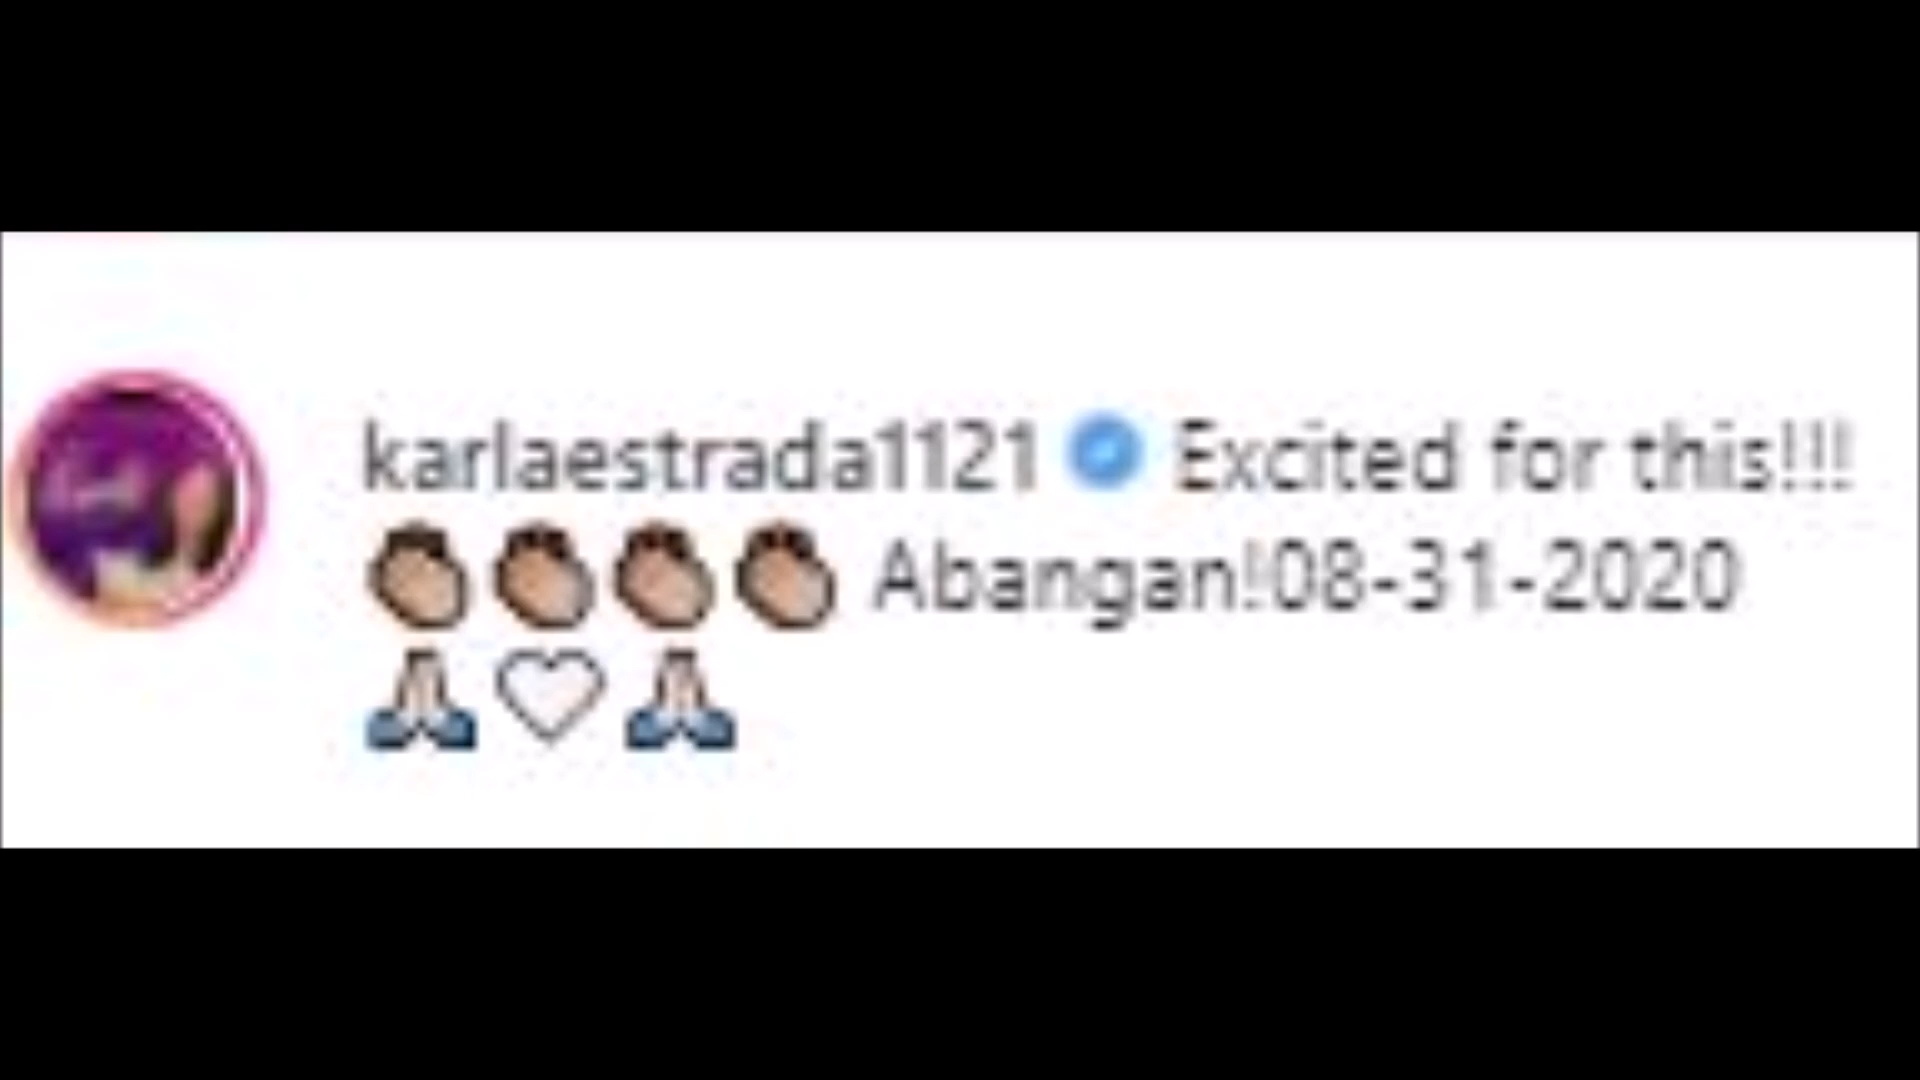 karlaestrada1121 Excited for this!!!
👏🏼👏🏼👏🏼👏🏼 Abangan!08-31-2020
🙏🏻🤍🙏🏻